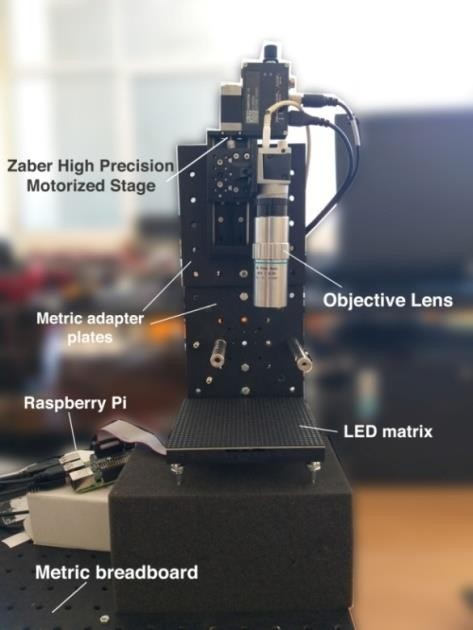 Zaber High Precision
Motorized Stage
Objective Lens
Metric adapter
plates
Raspberry Pi
LED matrix
Metric breadboard